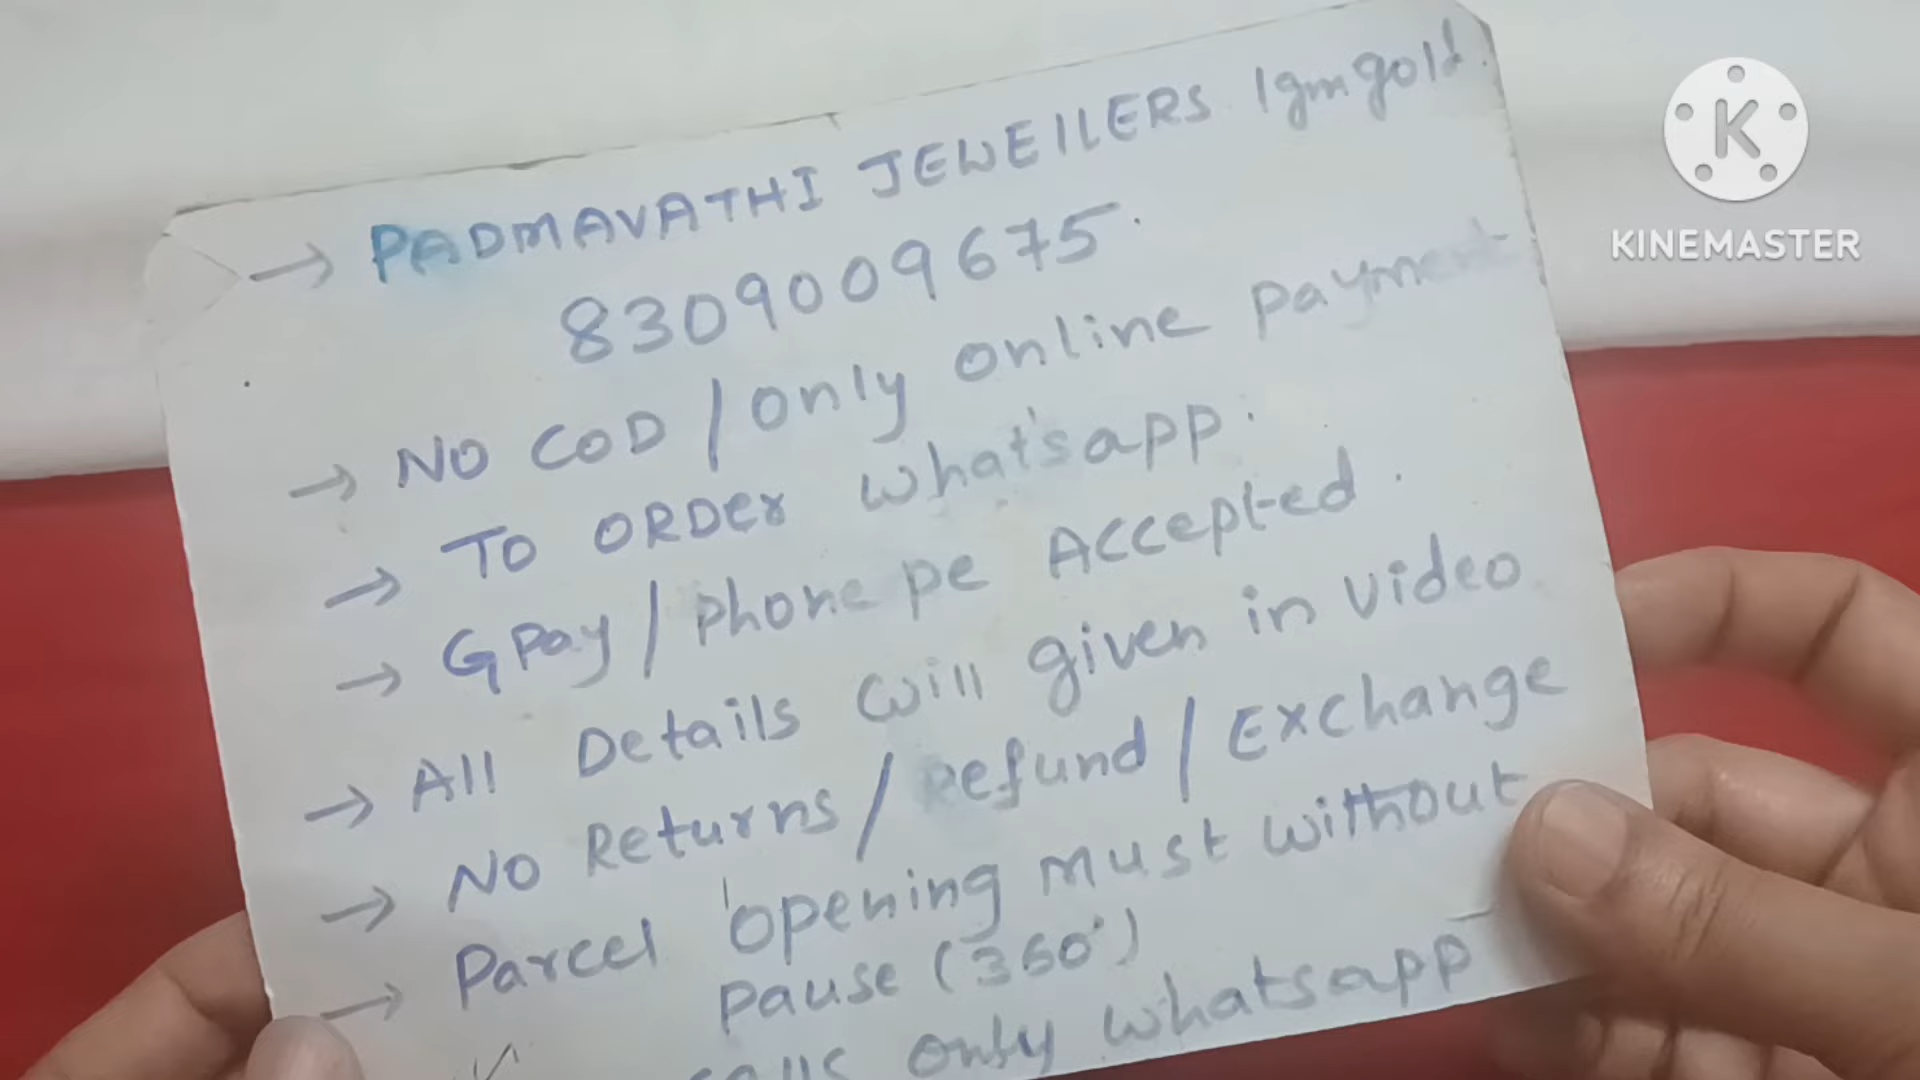 → PADMAVATHI JEWEllERS 1gm gold.
8309009675.
→ NO COD / only online payment
→ TO ORDer whatsapp.
→ GPay / Phone pe Accepted.
→ All Details will given in video
→ NO Returns / Refund / Exchange
→ Parcel opening must without
Pause (360°)
calls only whatsapp
K
KINEMASTER